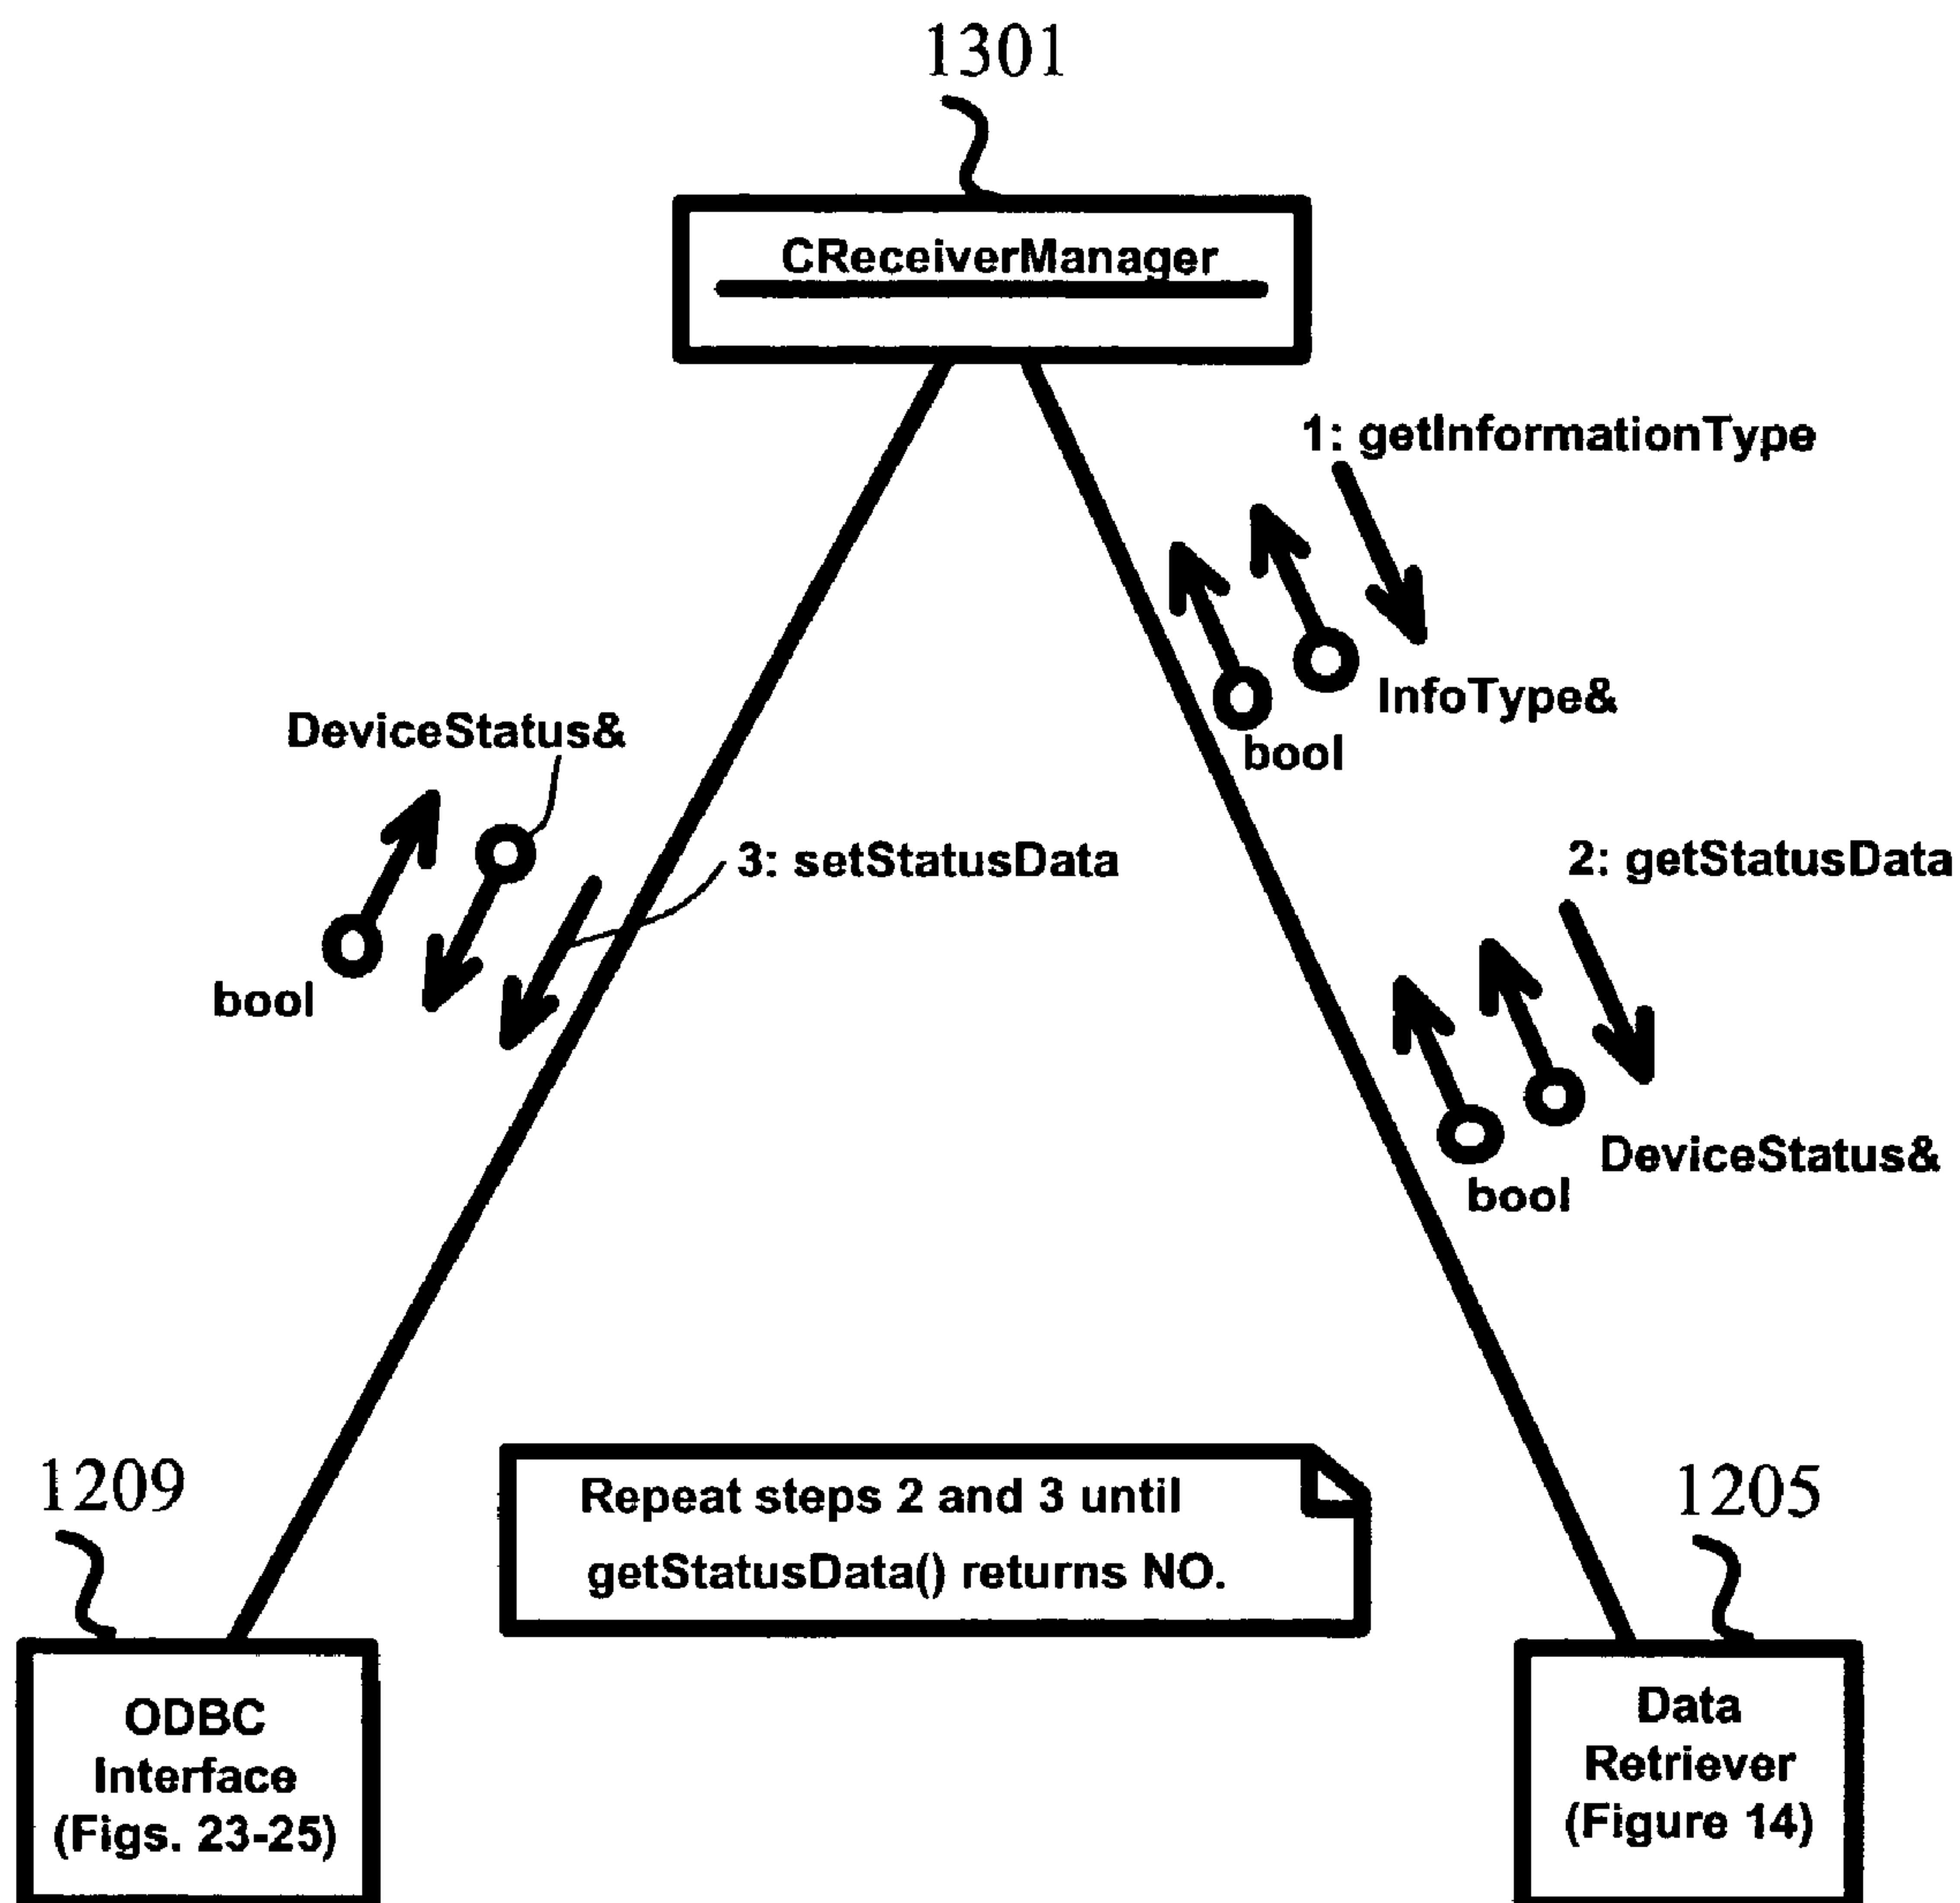 1301
CReceiverManager
1: getInformationType
InfoType&
bool
DeviceStatus&
3: setStatusData
2: getStatusData
bool
DeviceStatus&
bool
1209
Repeat steps 2 and 3 until
getStatusData() returns NO.
1205
ODBC
Interface
(Figs. 23-25)
Data
Retriever
(Figure 14)